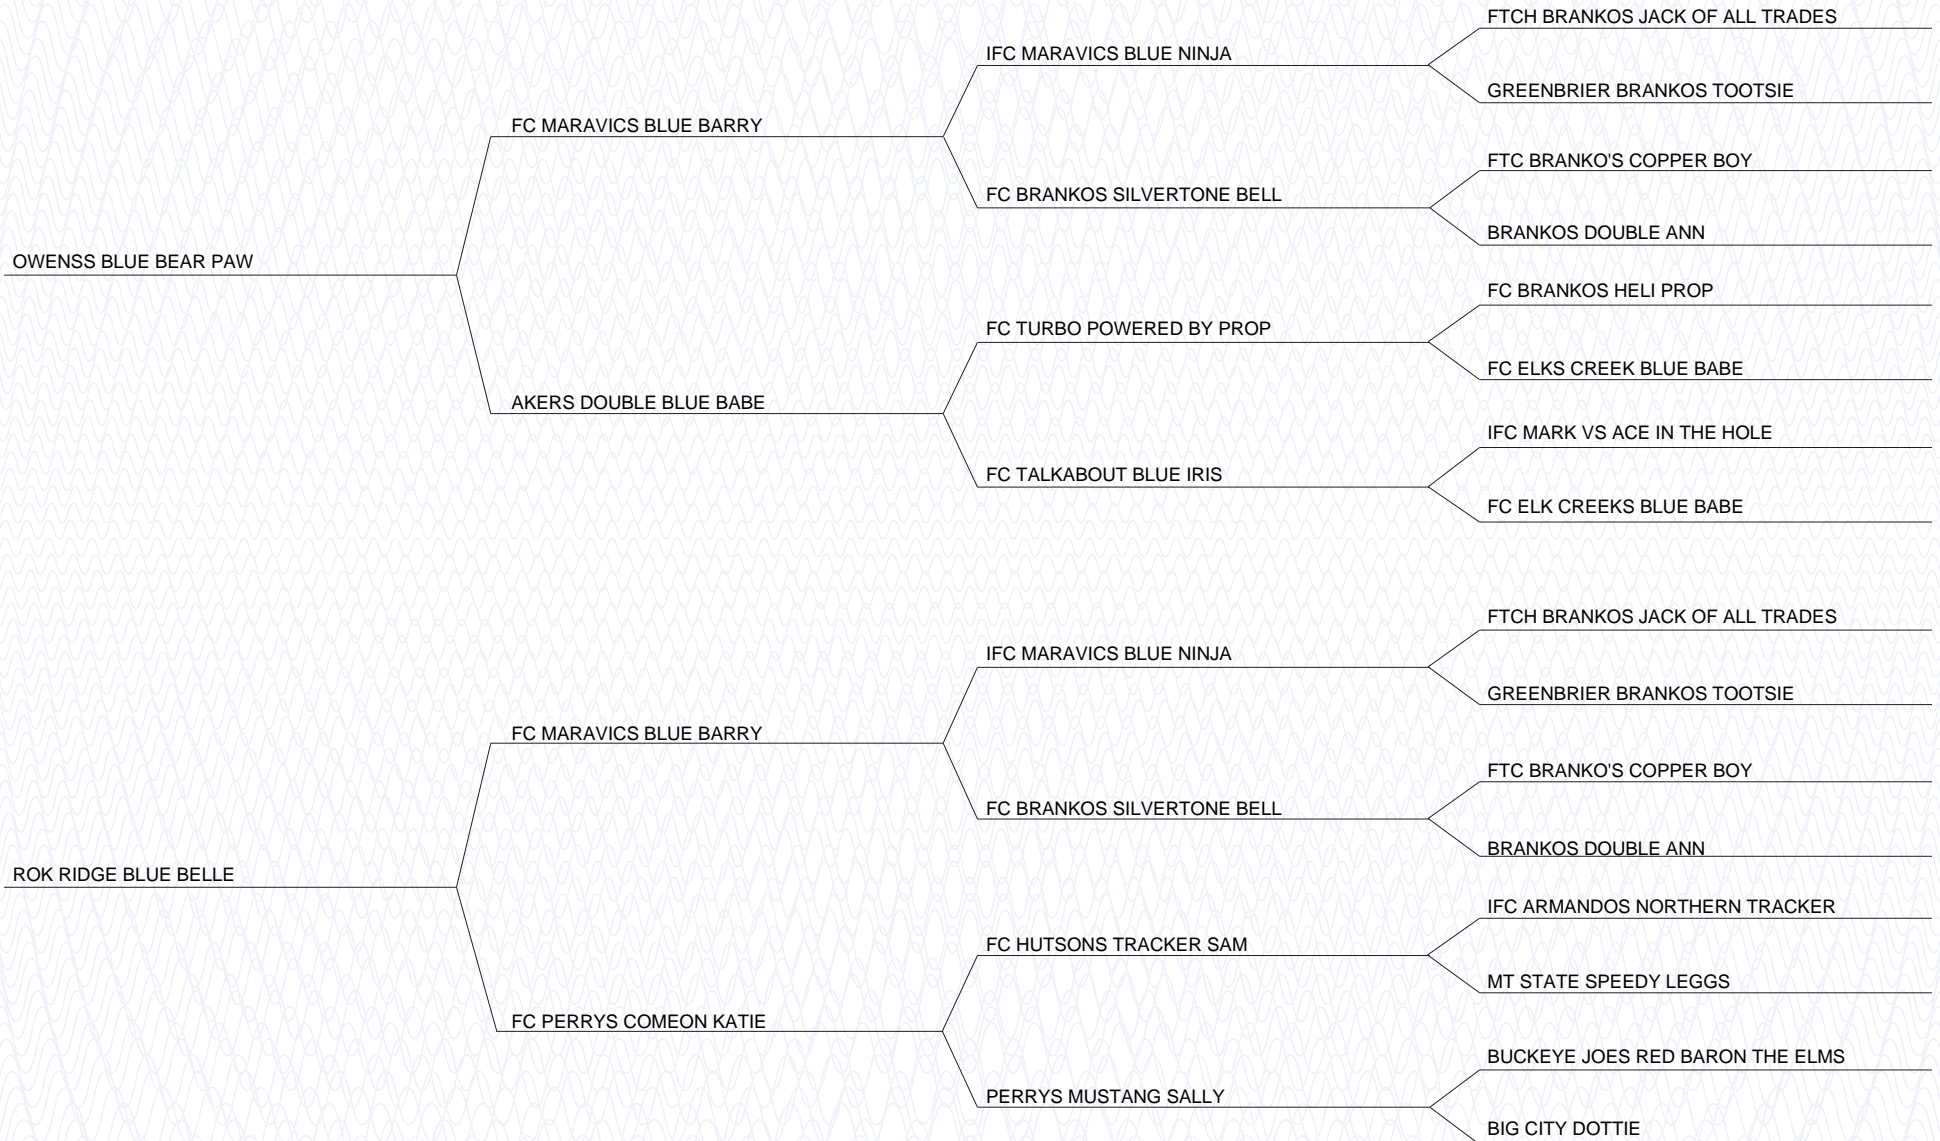 FTCH BRANKOS JACK OF ALL TRADES
IFC MARAVICS BLUE NINJA
GREENBRIER BRANKOS TOOTSIE
FC MARAVICS BLUE BARRY
FTC BRANKO'S COPPER BOY
FC BRANKOS SILVERTONE BELL
BRANKOS DOUBLE ANN
OWENSS BLUE BEAR PAW
FC BRANKOS HELI PROP
FC TURBO POWERED BY PROP
FC ELKS CREEK BLUE BABE
AKERS DOUBLE BLUE BABE
IFC MARK VS ACE IN THE HOLE
FC TALKABOUT BLUE IRIS
FC ELK CREEKS BLUE BABE
FTCH BRANKOS JACK OF ALL TRADES
IFC MARAVICS BLUE NINJA
GREENBRIER BRANKOS TOOTSIE
FC MARAVICS BLUE BARRY
FTC BRANKO'S COPPER BOY
FC BRANKOS SILVERTONE BELL
BRANKOS DOUBLE ANN
ROK RIDGE BLUE BELLE
IFC ARMANDOS NORTHERN TRACKER
FC HUTSONS TRACKER SAM
MT STATE SPEEDY LEGGS
FC PERRYS COMEON KATIE
BUCKEYE JOES RED BARON THE ELMS
PERRYS MUSTANG SALLY
BIG CITY DOTTIE